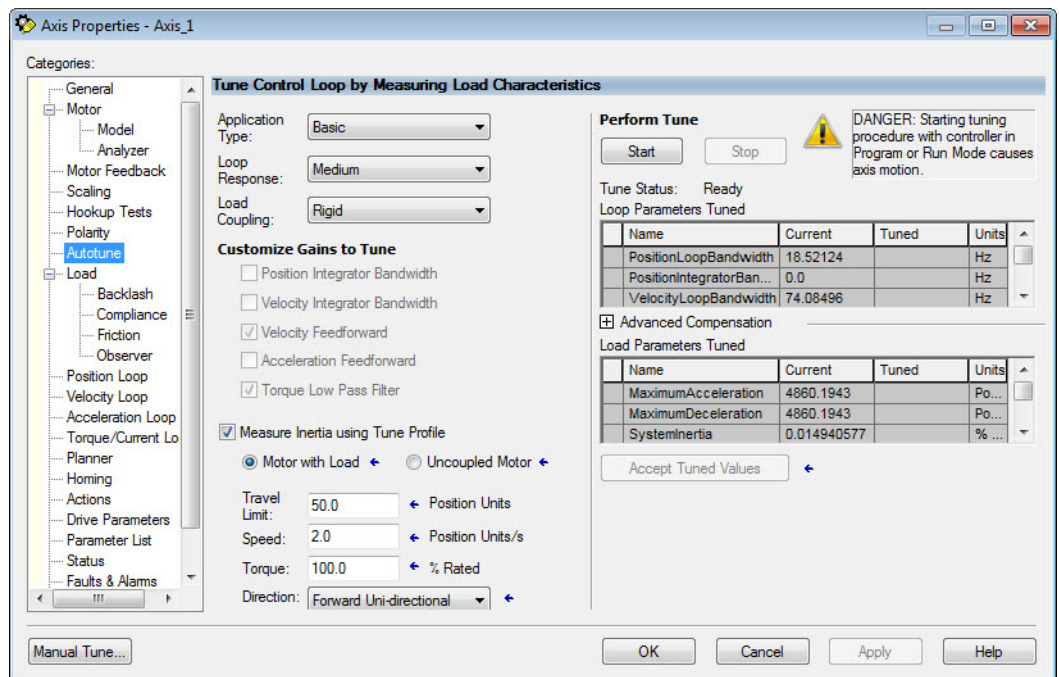 Axis Properties - Axis_1
Categories:
General
Motor
Model
Analyzer
Motor Feedback
Scaling
Hookup Tests
Polarity
Autotune
Load
Backlash
Compliance
Friction
Observer
Position Loop
Velocity Loop
Acceleration Loop
Torque/Current Lo
Planner
Homing
Actions
Drive Parameters
Parameter List
Status
Faults & Alarms
Tune Control Loop by Measuring Load Characteristics
Application
Type:
Basic
Loop
Response:
Medium
Load
Coupling:
Rigid
Customize Gains to Tune
Position Integrator Bandwidth
Velocity Integrator Bandwidth
Velocity Feedforward
Acceleration Feedforward
Torque Low Pass Filter
Measure Inertia using Tune Profile
Motor with Load
Uncoupled Motor
Travel
Limit:
50.0
Position Units
Speed:
2.0
Position Units/s
Torque:
100.0
% Rated
Direction:
Forward Uni-directional
Perform Tune
Start
Stop
DANGER: Starting tuning
procedure with controller in
Program or Run Mode causes
axis motion.
Tune Status: Ready
Loop Parameters Tuned
Name Current Tuned Units
PositionLoopBandwidth 18.52124 Hz
PositionIntegratorBan... 0.0 Hz
VelocityLoopBandwidth 74.08496 Hz
Advanced Compensation
Load Parameters Tuned
Name Current Tuned Units
MaximumAcceleration 4860.1943 Po...
MaximumDeceleration 4860.1943 Po...
SystemInertia 0.014940577 % ...
Accept Tuned Values
Manual Tune...
OK
Cancel
Apply
Help